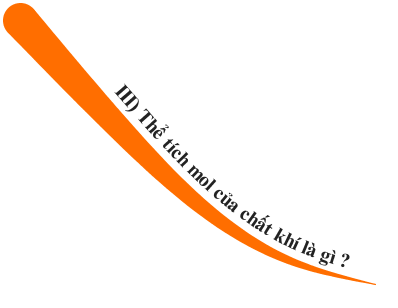 III) Thể tích mol của chất khí là gì ?